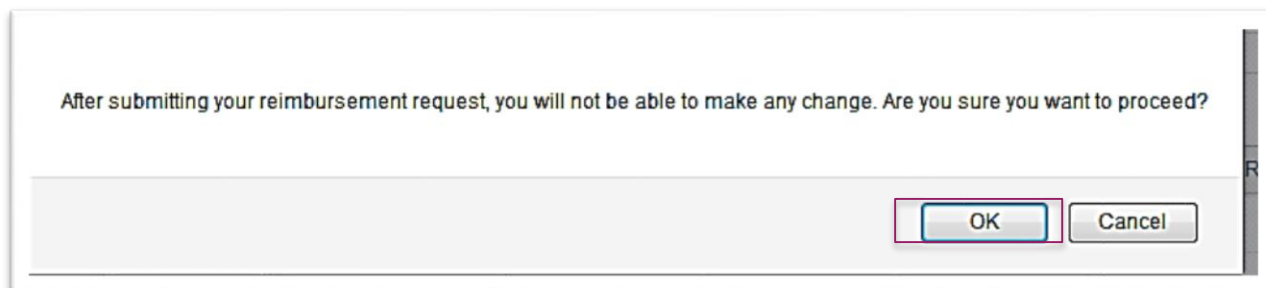 After submitting your reimbursement request, you will not be able to make any change. Are you sure you want to proceed?
R
OK
Cancel